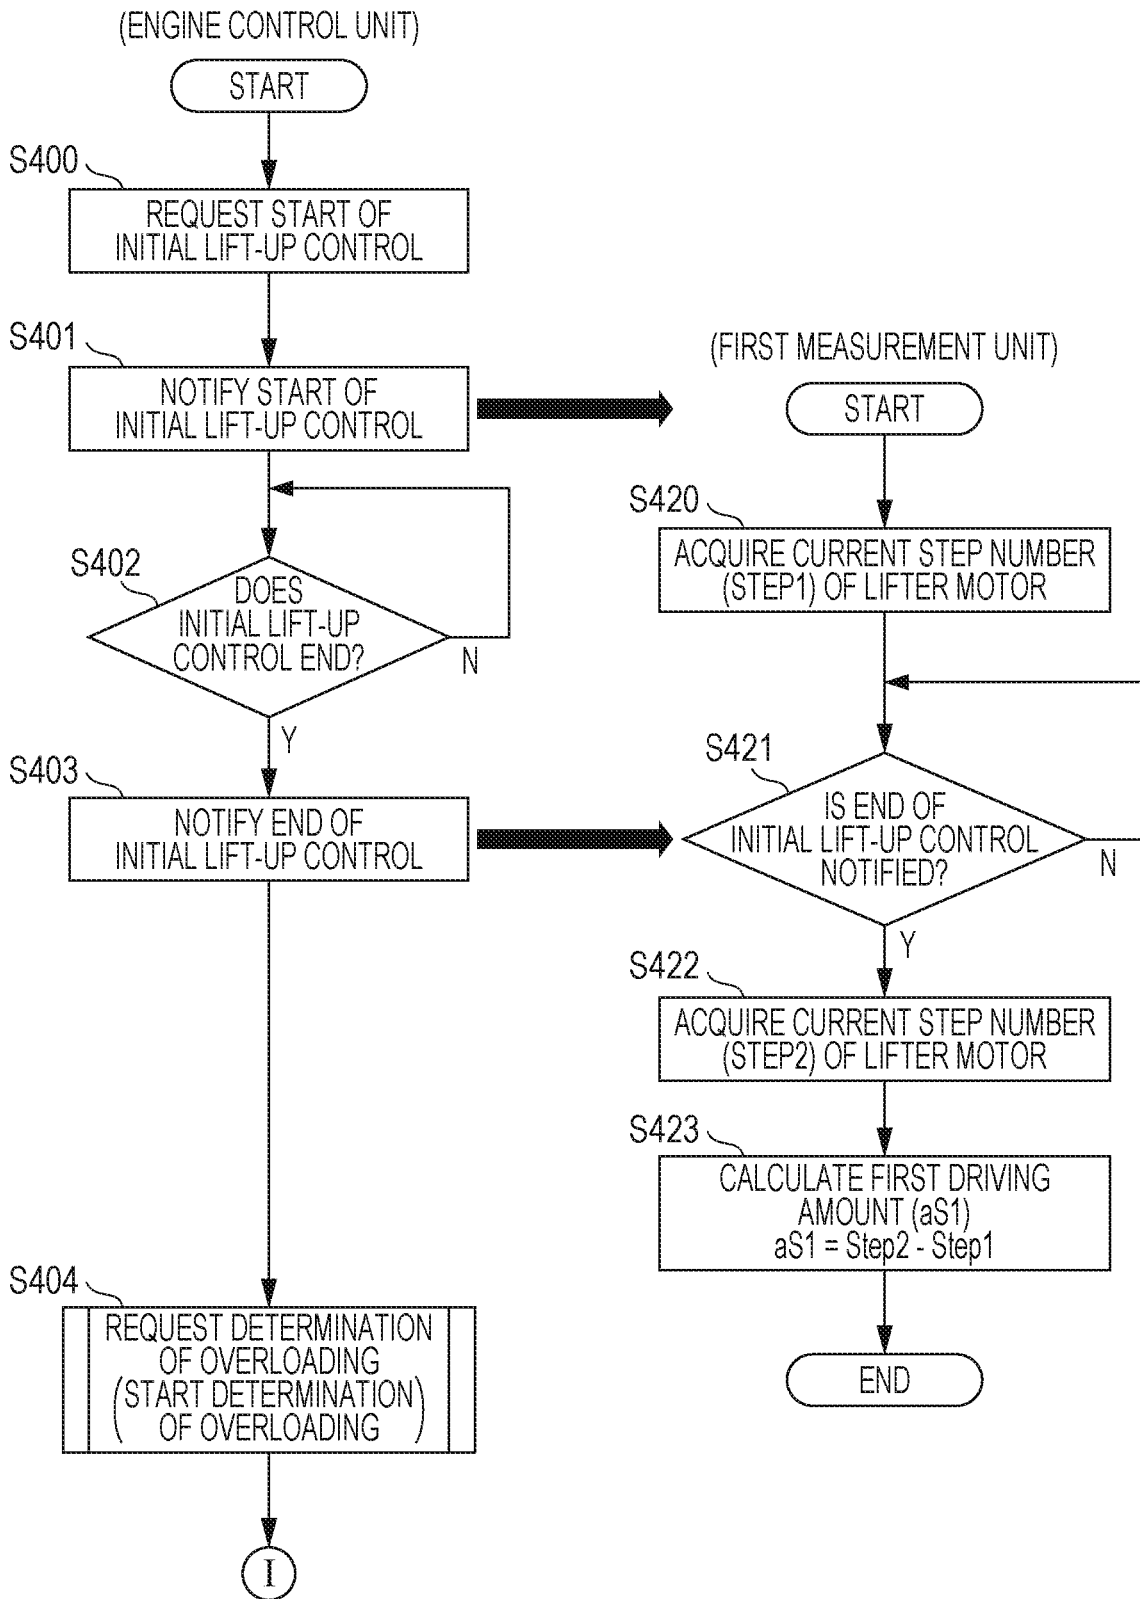 (ENGINE CONTROL UNIT)
START
S400
REQUEST START OF
INITIAL LIFT-UP CONTROL
S401
NOTIFY START OF
INITIAL LIFT-UP CONTROL
S402
DOES
INITIAL LIFT-UP
CONTROL END?
N
Y
S403
NOTIFY END OF
INITIAL LIFT-UP CONTROL
S404
REQUEST DETERMINATION
OF OVERLOADING
(START DETERMINATION
OF OVERLOADING)
I
(FIRST MEASUREMENT UNIT)
START
S420
ACQUIRE CURRENT STEP NUMBER
(STEP1) OF LIFTER MOTOR
S421
IS END OF
INITIAL LIFT-UP CONTROL
NOTIFIED?
N
Y
S422
ACQUIRE CURRENT STEP NUMBER
(STEP2) OF LIFTER MOTOR
S423
CALCULATE FIRST DRIVING
AMOUNT (aS1)
aS1 = Step2 - Step1
END